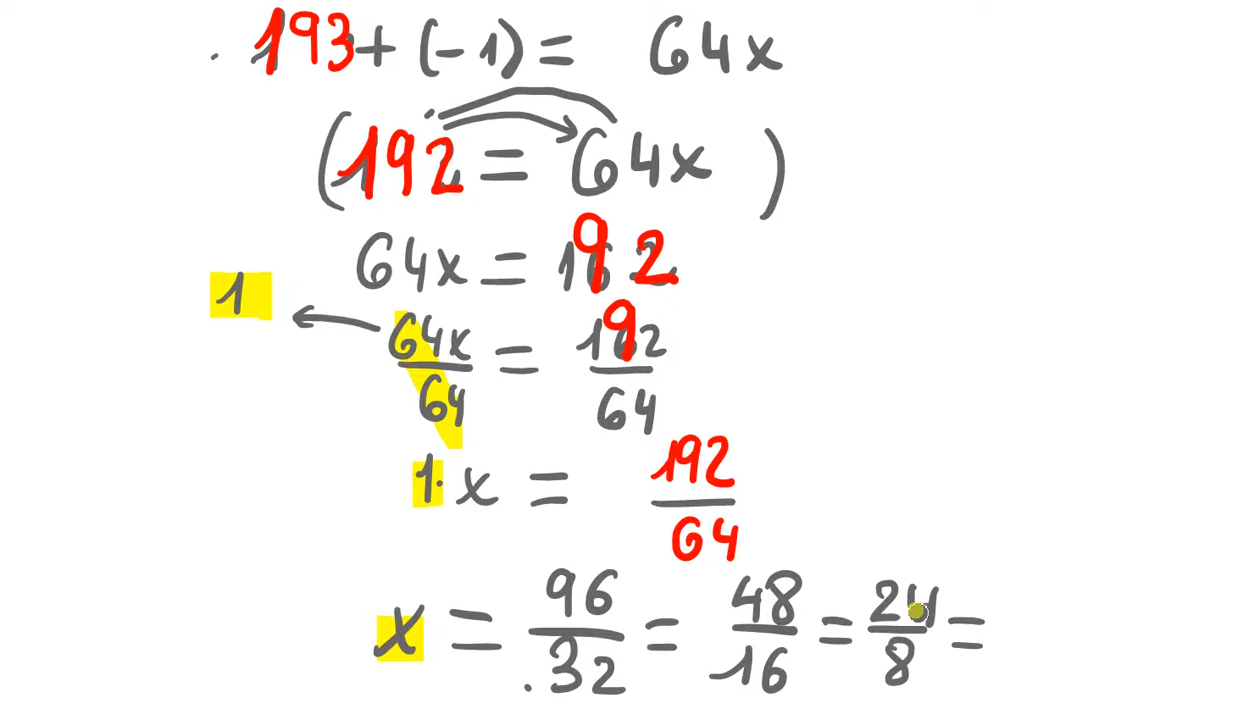 . 193 + (-1) = 64x
(192 = 64x)
64x = 192
1
64x/64 = 192/64
1·x = 192/64
x = 96/32 = 48/16 = 24/8 =